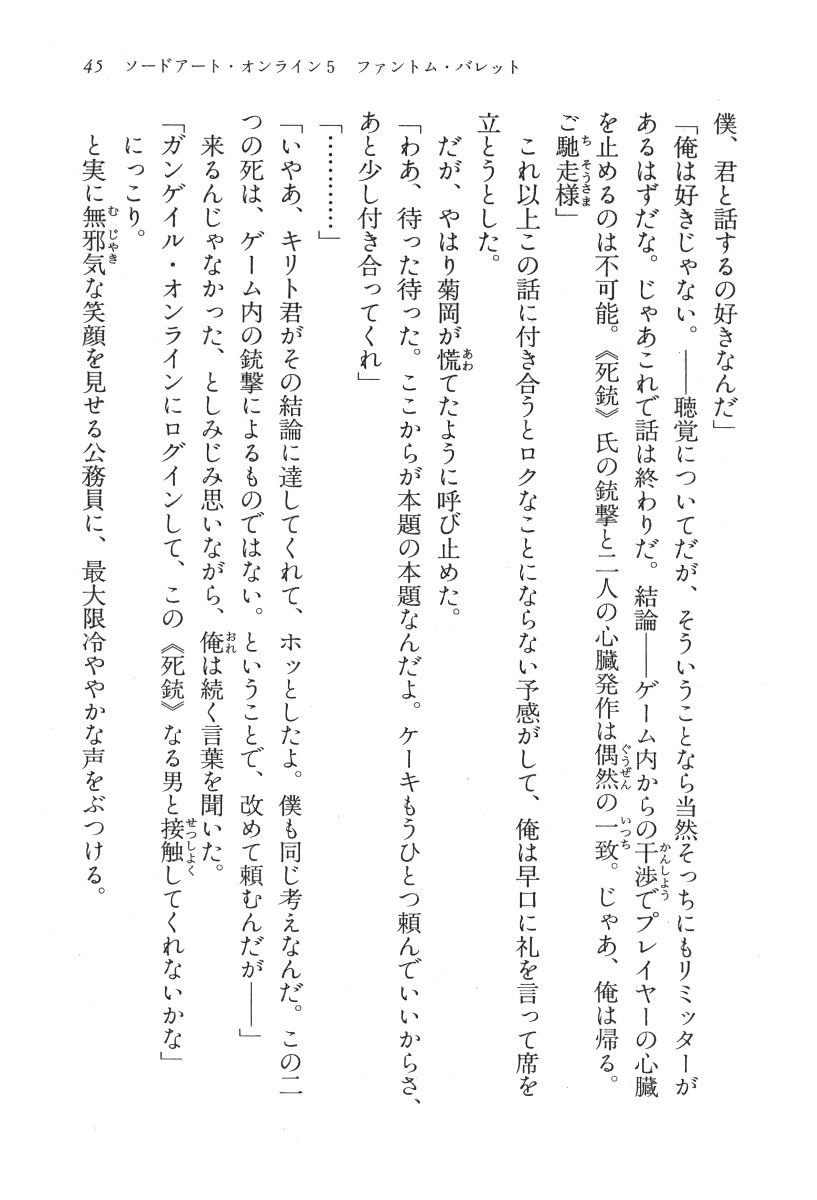 45　ソードアート・オンライン5　ファントム・バレット
僕、君と話するの好きなんだ」
「俺は好きじゃない。――聴覚についてだが、そういうことなら当然そっちにもリミッターが
あるはずだな。じゃあこれで話は終わりだ。結論――ゲーム内からの干渉でプレイヤーの心臓
を止めるのは不可能。《死銃》氏の銃撃と二人の心臓発作は偶然の一致。じゃあ、俺は帰る。
ご馳走様」
　これ以上この話に付き合うとロクなことにならない予感がして、俺は早口に礼を言って席を
立とうとした。
　だが、やはり菊岡が慌てたように呼び止めた。
「わあ、待った待った。ここからが本題の本題なんだよ。ケーキもうひとつ頼んでいいからさ、
あと少し付き合ってくれ」
「…………」
「いやあ、キリト君がその結論に達してくれて、ホッとしたよ。僕も同じ考えなんだ。この二
つの死は、ゲーム内の銃撃によるものではない。ということで、改めて頼むんだが――」
　来るんじゃなかった、としみじみ思いながら、俺は続く言葉を聞いた。
「ガンゲイル・オンラインにログインして、この《死銃》なる男と接触してくれないかな」
　にっこり。
　と実に無邪気な笑顔を見せる公務員に、最大限冷ややかな声をぶつける。